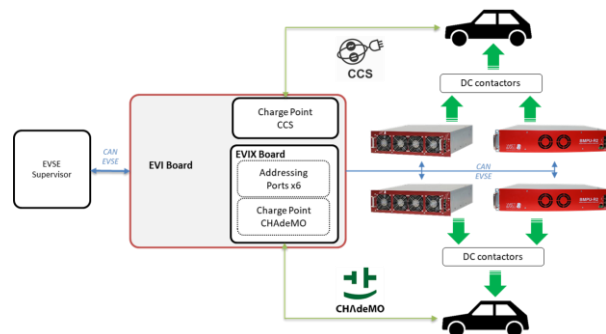 CCS
DC contactors
Charge Point
CCS
EVSE
Supervisor
CAN
EVSE
EVI Board
EVIX Board
Addressing
Ports x6
Charge Point
CHAdeMO
CAN
EVSE
DC contactors
CHΛdeMO